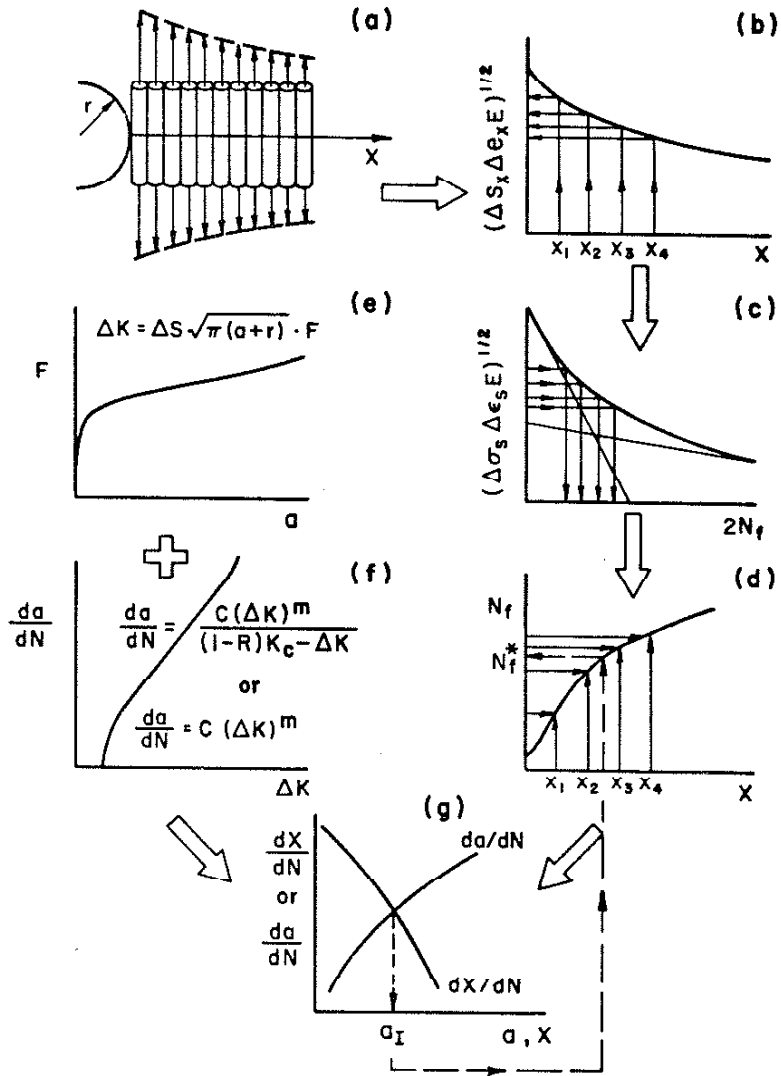 (a)
r
X
(b)
(ΔS_X Δe_X E)^1/2
X₁ X₂ X₃ X₄ X
(e)
ΔK = ΔS√π(a+r) · F
F
a
(c)
(Δσ_S Δϵ_S E)^1/2
2N_f
(f)
da/dN
da/dN = C(ΔK)^m / (1-R)K_c - ΔK
or
da/dN = C (ΔK)^m
ΔK
(d)
N_f
N_f*
X₁ X₂ X₃ X₄ X
(g)
dX/dN
or
da/dN
da/dN
dX/dN
a_I
a, X